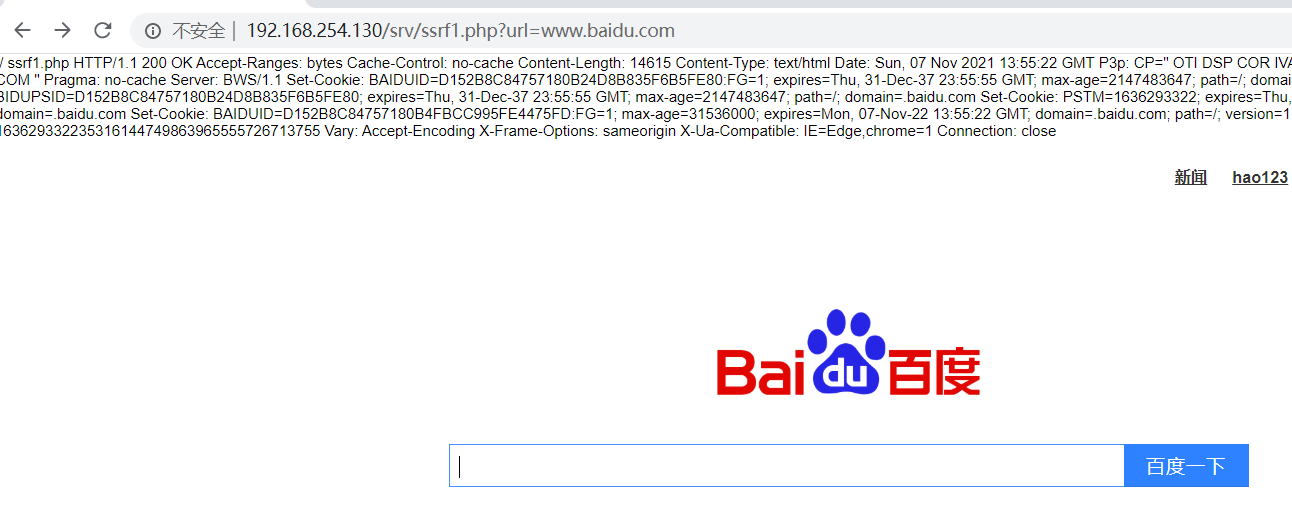 不安全 | 192.168.254.130/srv/ssrf1.php?url=www.baidu.com
/ ssrf1.php HTTP/1.1 200 OK Accept-Ranges: bytes Cache-Control: no-cache Content-Length: 14615 Content-Type: text/html Date: Sun, 07 Nov 2021 13:55:22 GMT P3p: CP=" OTI DSP COR IVA
COM " Pragma: no-cache Server: BWS/1.1 Set-Cookie: BAIDUID=D152B8C84757180B24D8B835F6B5FE80:FG=1; expires=Thu, 31-Dec-37 23:55:55 GMT; max-age=2147483647; path=/; domai
BIDUPSID=D152B8C84757180B24D8B835F6B5FE80; expires=Thu, 31-Dec-37 23:55:55 GMT; max-age=2147483647; path=/; domain=.baidu.com Set-Cookie: PSTM=1636293322; expires=Thu,
domain=.baidu.com Set-Cookie: BAIDUID=D152B8C84757180B4FBCC995FE4475FD:FG=1; max-age=31536000; expires=Mon, 07-Nov-22 13:55:22 GMT; domain=.baidu.com; path=/; version=1
163629332235316144749863965555726713755 Vary: Accept-Encoding X-Frame-Options: sameorigin X-Ua-Compatible: IE=Edge,chrome=1 Connection: close
新闻 hao123
Bai du 百度
百度一下